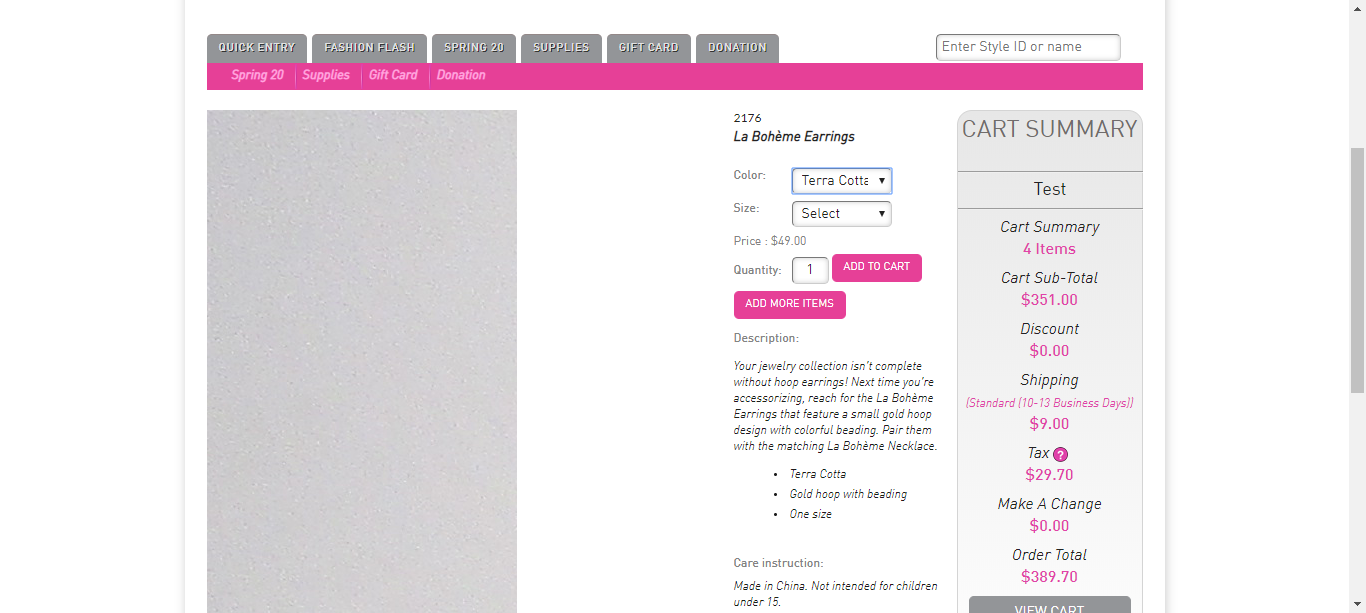 QUICK ENTRY
FASHION FLASH
SPRING 20
SUPPLIES
GIFT CARD
DONATION
Enter Style ID or name
Spring 20
Supplies
Gift Card
Donation
2176
La Bohème Earrings
Color:
Terra Cotta
Size:
Select
Price : $49.00
Quantity:
1
ADD TO CART
ADD MORE ITEMS
Description:
Your jewelry collection isn't complete
without hoop earrings! Next time you're
accessorizing, reach for the La Bohème
Earrings that feature a small gold hoop
design with colorful beading. Pair them
with the matching La Bohème Necklace.
• Terra Cotta
• Gold hoop with beading
• One size
Care instruction:
Made in China. Not intended for children
under 15.
CART SUMMARY
Test
Cart Summary
4 Items
Cart Sub-Total
$351.00
Discount
$0.00
Shipping
(Standard (10-13 Business Days))
$9.00
Tax ?
$29.70
Make A Change
$0.00
Order Total
$389.70
VIEW CART